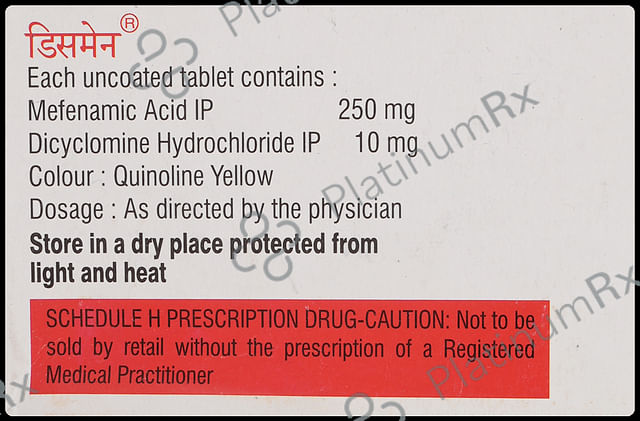 डिसमेन®
Each uncoated tablet contains :
Mefenamic Acid IP 250 mg
Dicyclomine Hydrochloride IP 10 mg
Colour : Quinoline Yellow
Dosage : As directed by the physician
Store in a dry place protected from
light and heat
SCHEDULE H PRESCRIPTION DRUG-CAUTION: Not to be
sold by retail without the prescription of a Registered
Medical Practitioner
PlatinumRx
PlatinumRx